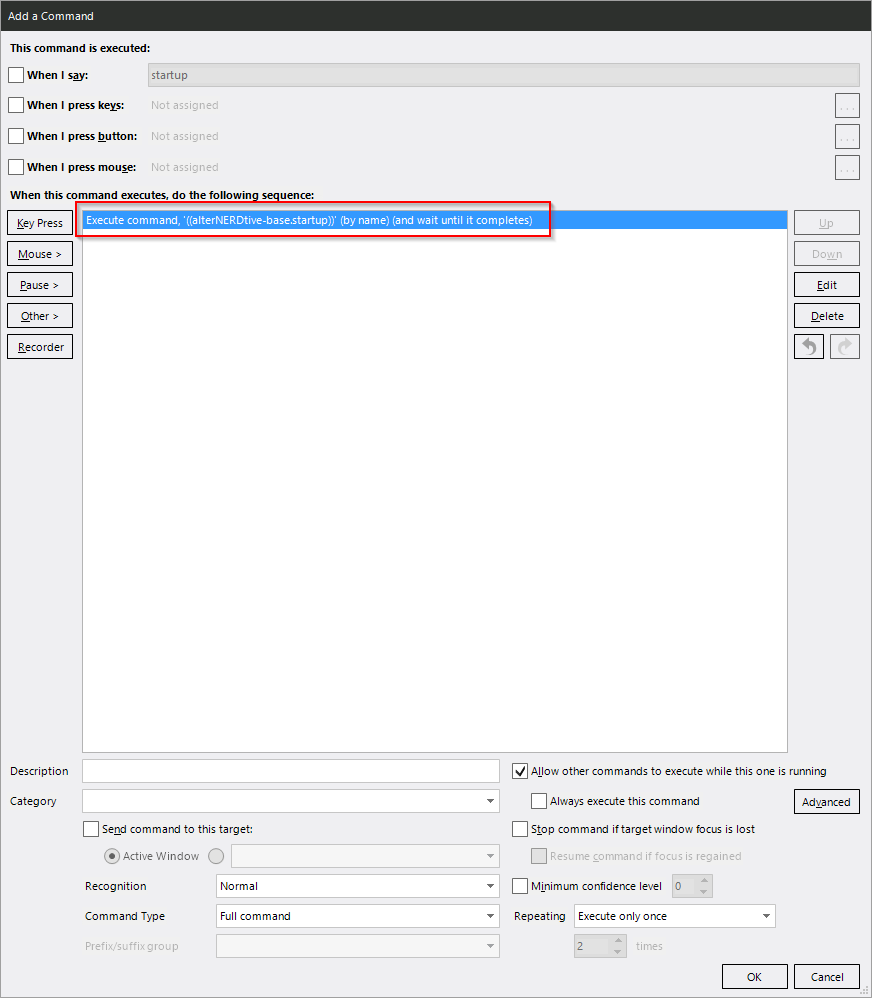 Add a Command
This command is executed:
When I say: startup
When I press keys: Not assigned ...
When I press button: Not assigned ...
When I press mouse: Not assigned ...
When this command executes, do the following sequence:
Key Press Execute command, '((alterNERDtive-base.startup))' (by name) (and wait until it completes) Up
Mouse > Down
Pause > Edit
Other > Delete
Recorder
Description Allow other commands to execute while this one is running
Category Always execute this command Advanced
Send command to this target: Stop command if target window focus is lost
Active Window Resume command if focus is regained
Recognition Normal Minimum confidence level 0
Command Type Full command Repeating Execute only once
Prefix/suffix group 2 times
OK Cancel